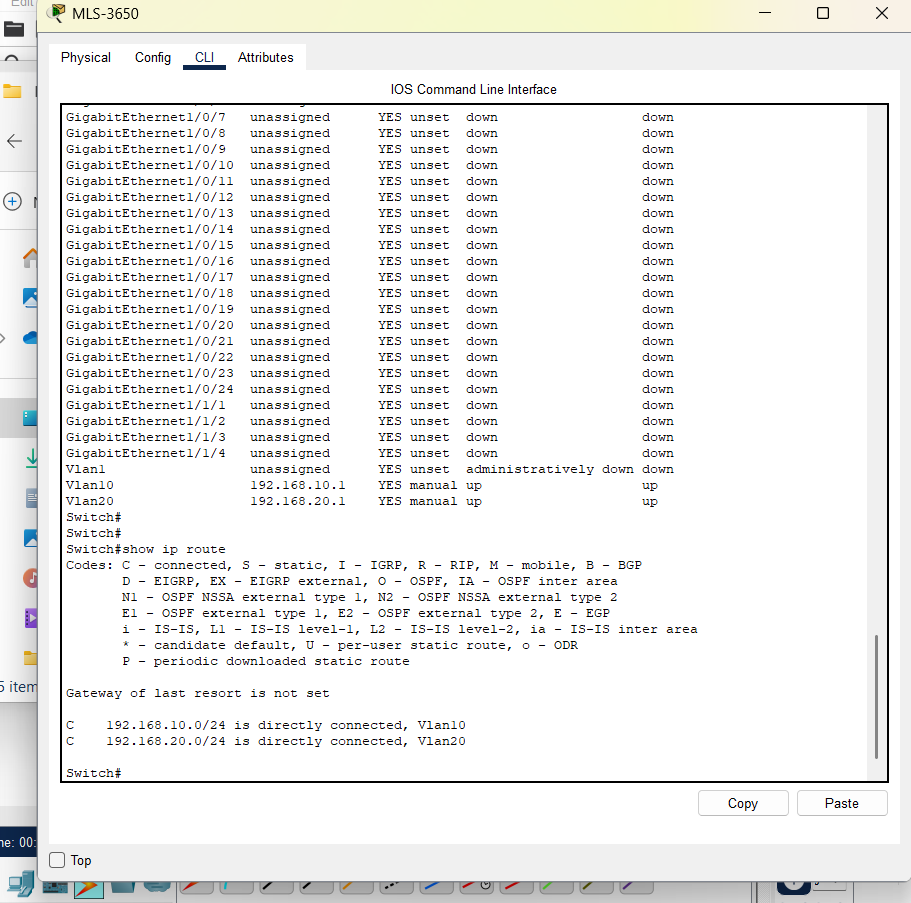 Edit
MLS-3650
Physical Config CLI Attributes
IOS Command Line Interface
GigabitEthernet1/0/7 unassigned YES unset down down
GigabitEthernet1/0/8 unassigned YES unset down down
GigabitEthernet1/0/9 unassigned YES unset down down
GigabitEthernet1/0/10 unassigned YES unset down down
GigabitEthernet1/0/11 unassigned YES unset down down
GigabitEthernet1/0/12 unassigned YES unset down down
GigabitEthernet1/0/13 unassigned YES unset down down
GigabitEthernet1/0/14 unassigned YES unset down down
GigabitEthernet1/0/15 unassigned YES unset down down
GigabitEthernet1/0/16 unassigned YES unset down down
GigabitEthernet1/0/17 unassigned YES unset down down
GigabitEthernet1/0/18 unassigned YES unset down down
GigabitEthernet1/0/19 unassigned YES unset down down
GigabitEthernet1/0/20 unassigned YES unset down down
GigabitEthernet1/0/21 unassigned YES unset down down
GigabitEthernet1/0/22 unassigned YES unset down down
GigabitEthernet1/0/23 unassigned YES unset down down
GigabitEthernet1/0/24 unassigned YES unset down down
GigabitEthernet1/1/1 unassigned YES unset down down
GigabitEthernet1/1/2 unassigned YES unset down down
GigabitEthernet1/1/3 unassigned YES unset down down
GigabitEthernet1/1/4 unassigned YES unset down down
Vlan1 unassigned YES unset administratively down down
Vlan10 192.168.10.1 YES manual up up
Vlan20 192.168.20.1 YES manual up up
Switch#
Switch#
Switch#show ip route
Codes: C - connected, S - static, I - IGRP, R - RIP, M - mobile, B - BGP
D - EIGRP, EX - EIGRP external, O - OSPF, IA - OSPF inter area
N1 - OSPF NSSA external type 1, N2 - OSPF NSSA external type 2
E1 - OSPF external type 1, E2 - OSPF external type 2, E - EGP
i - IS-IS, L1 - IS-IS level-1, L2 - IS-IS level-2, ia - IS-IS inter area
* - candidate default, U - per-user static route, o - ODR
P - periodic downloaded static route
Gateway of last resort is not set
C 192.168.10.0/24 is directly connected, Vlan10
C 192.168.20.0/24 is directly connected, Vlan20
Switch#
Copy Paste
Top
5 item
me: 00: